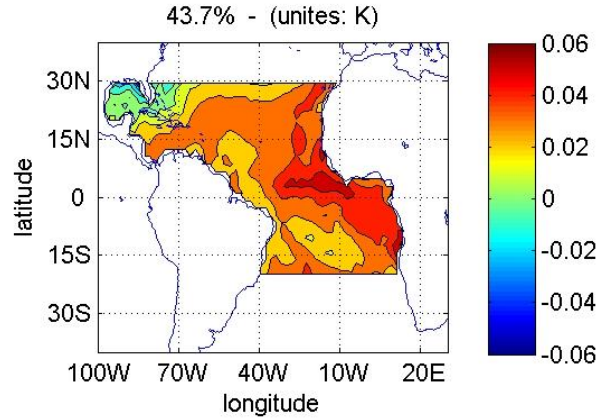 43.7% - (unites: K)
30N
15N
0
15S
30S
latitude
100W 70W 40W 10W 20E
longitude
0.06
0.04
0.02
0
-0.02
-0.04
-0.06